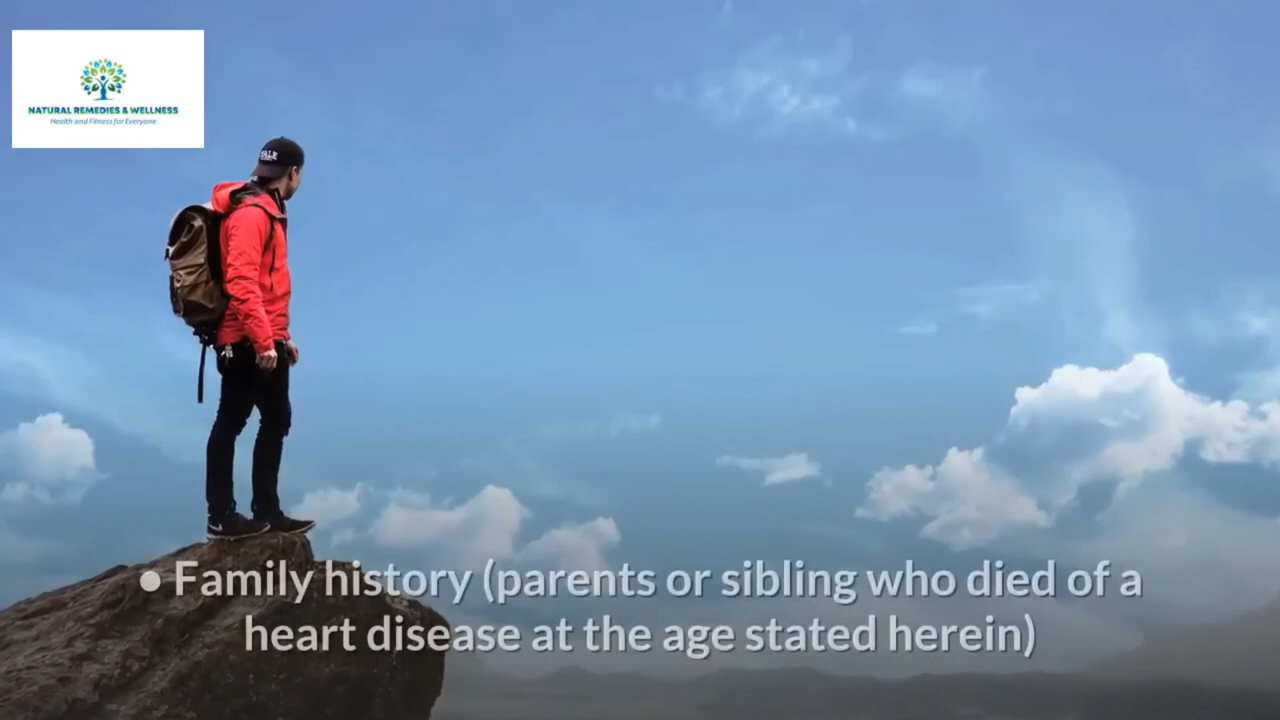 NATURAL REMEDIES & WELLNESS
Health and Fitness for Everyone
• Family history (parents or sibling who died of a
heart disease at the age stated herein)